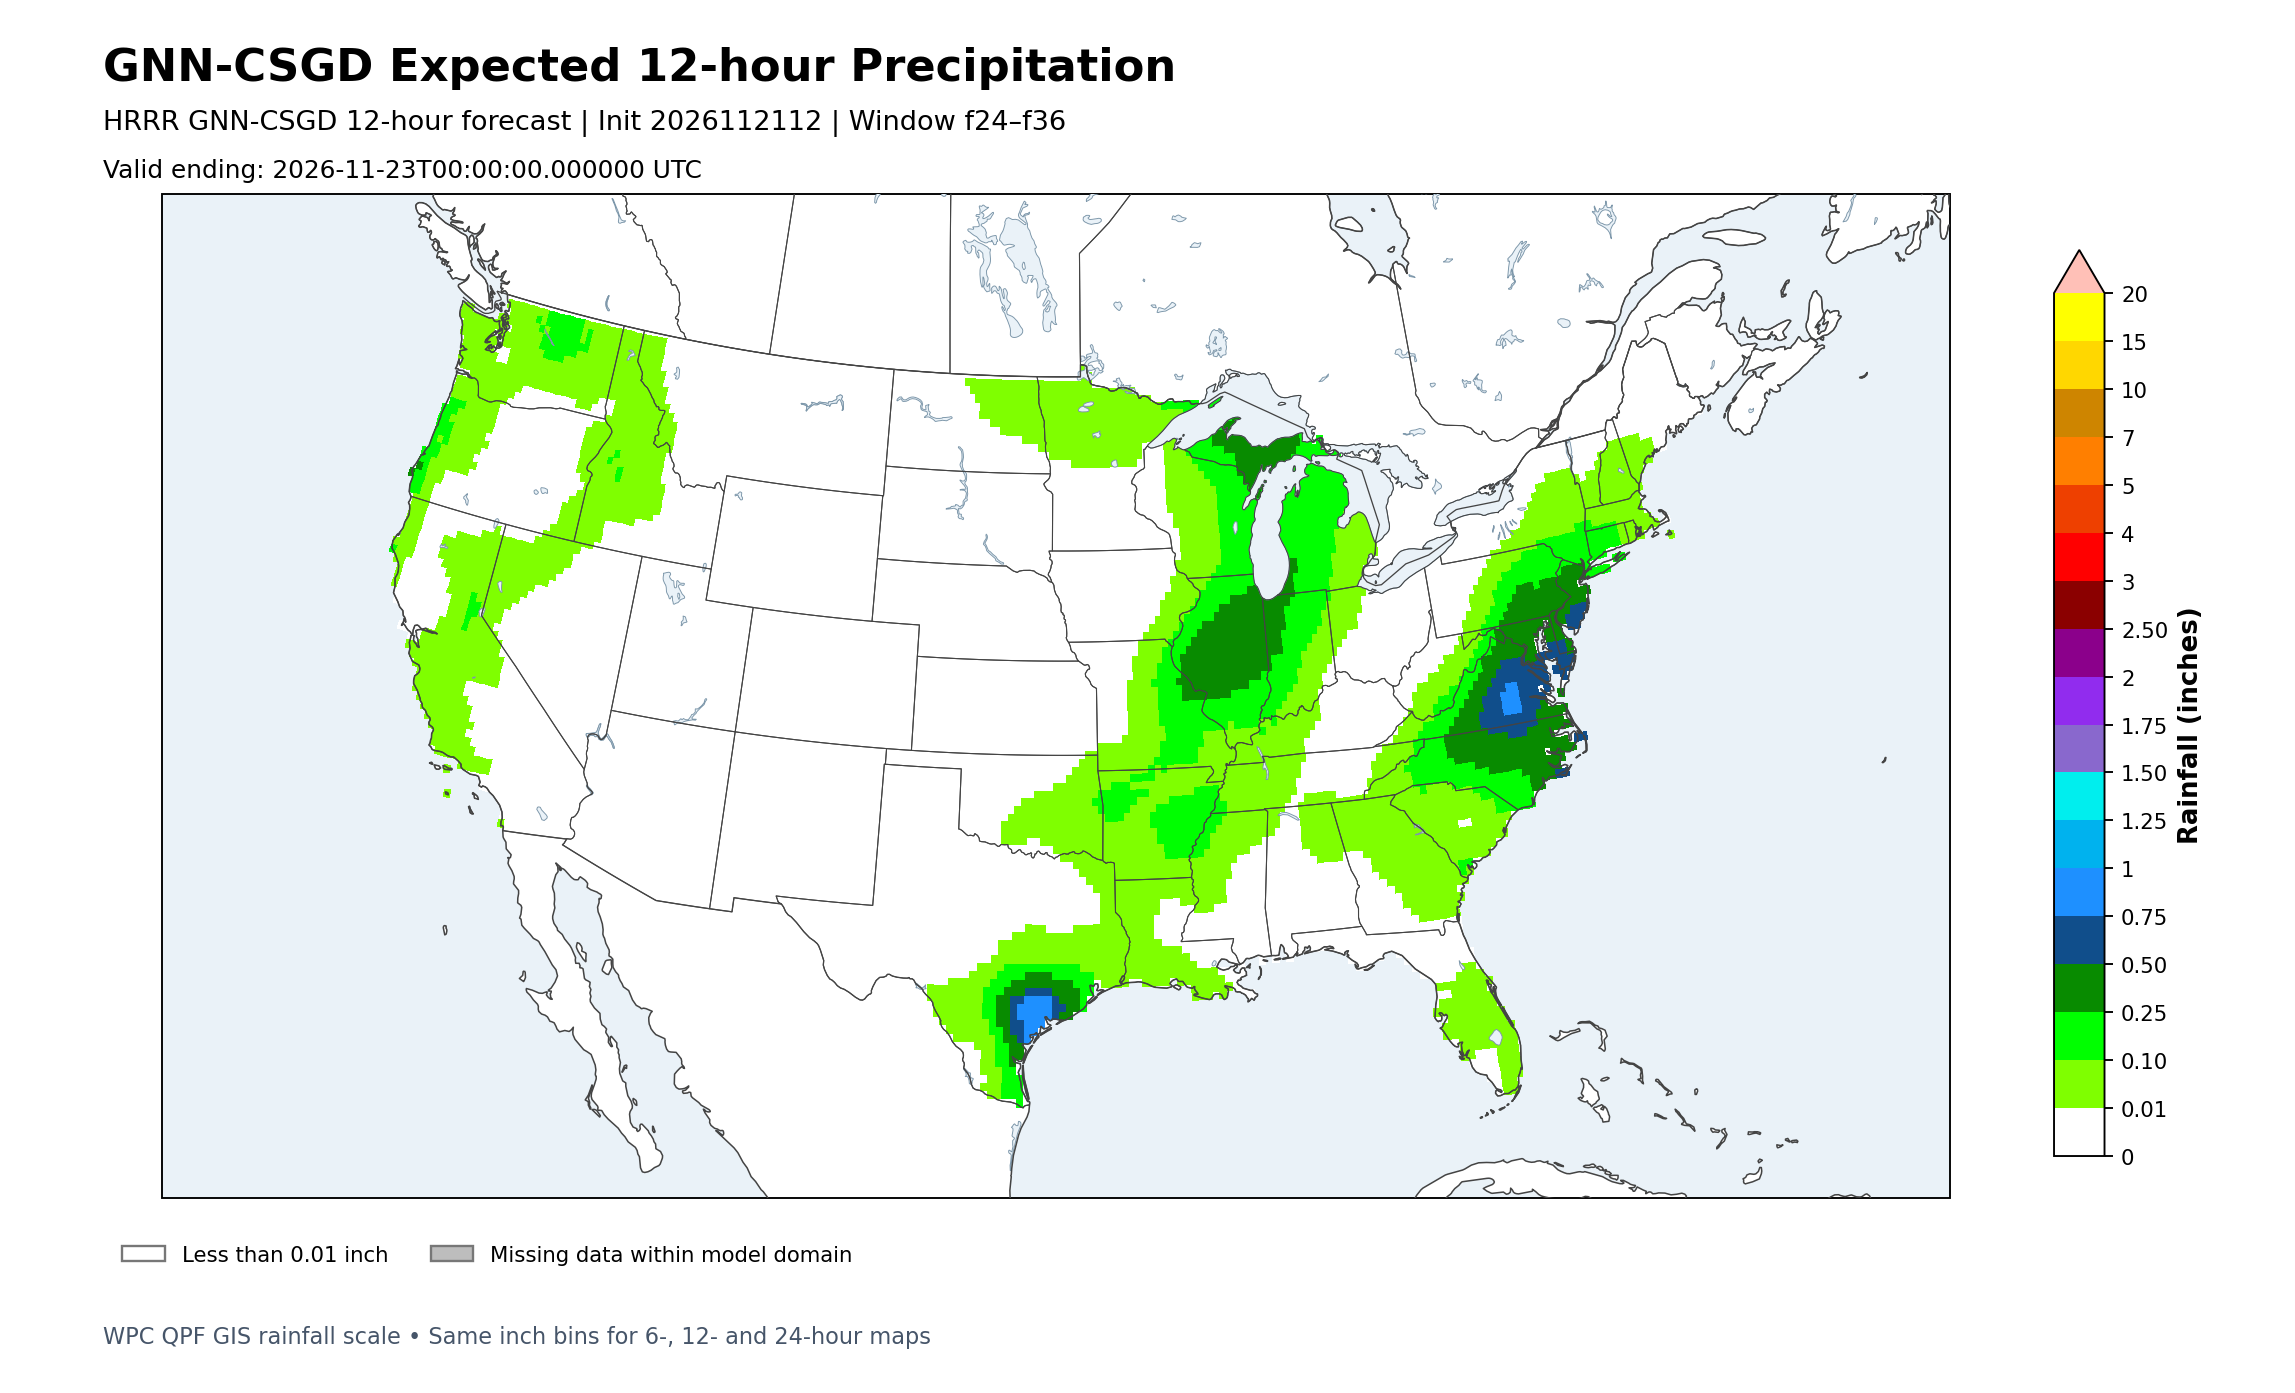 GNN-CSGD Expected 12-hour Precipitation
HRRR GNN-CSGD 12-hour forecast | Init 2026112112 | Window f24–f36
Valid ending: 2026-11-23T00:00:00.000000 UTC
20
15
10
7
5
4
3
2.50
2
1.75
1.50
1.25
1
0.75
0.50
0.25
0.10
0.01
0
Rainfall (inches)
Less than 0.01 inch
Missing data within model domain
WPC QPF GIS rainfall scale • Same inch bins for 6-, 12- and 24-hour maps